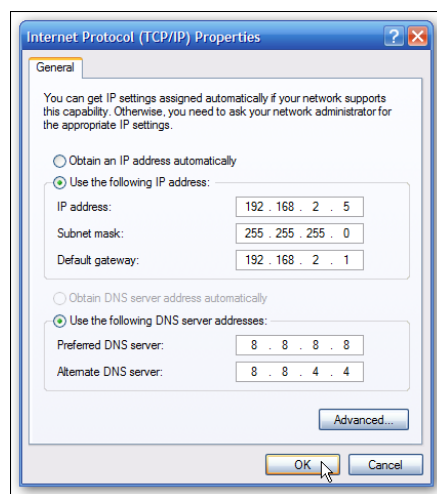 Internet Protocol (TCP/IP) Properties
General
You can get IP settings assigned automatically if your network supports
this capability. Otherwise, you need to ask your network administrator for
the appropriate IP settings.
Obtain an IP address automatically
Use the following IP address:
IP address: 192 . 168 . 2 . 5
Subnet mask: 255 . 255 . 255 . 0
Default gateway: 192 . 168 . 2 . 1
Obtain DNS server address automatically
Use the following DNS server addresses:
Preferred DNS server: 8 . 8 . 8 . 8
Alternate DNS server: 8 . 8 . 4 . 4
Advanced...
OK Cancel